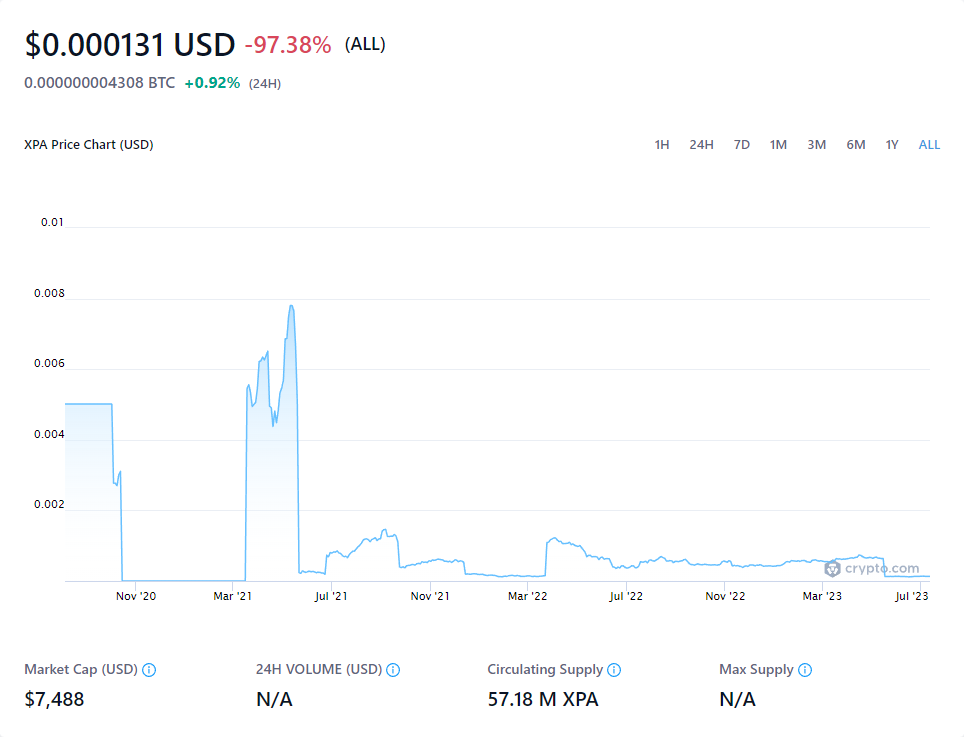 $0.000131 USD -97.38% (ALL)
0.000000004308 BTC +0.92% (24H)
XPA Price Chart (USD) 1H 24H 7D 1M 3M 6M 1Y ALL
0.01
0.008
0.006
0.004
0.002
crypto.com
Nov '20 Mar '21 Jul '21 Nov '21 Mar '22 Jul '22 Nov '22 Mar '23 Jul '23
Market Cap (USD) 24H VOLUME (USD) Circulating Supply Max Supply
$7,488 N/A 57.18 M XPA N/A